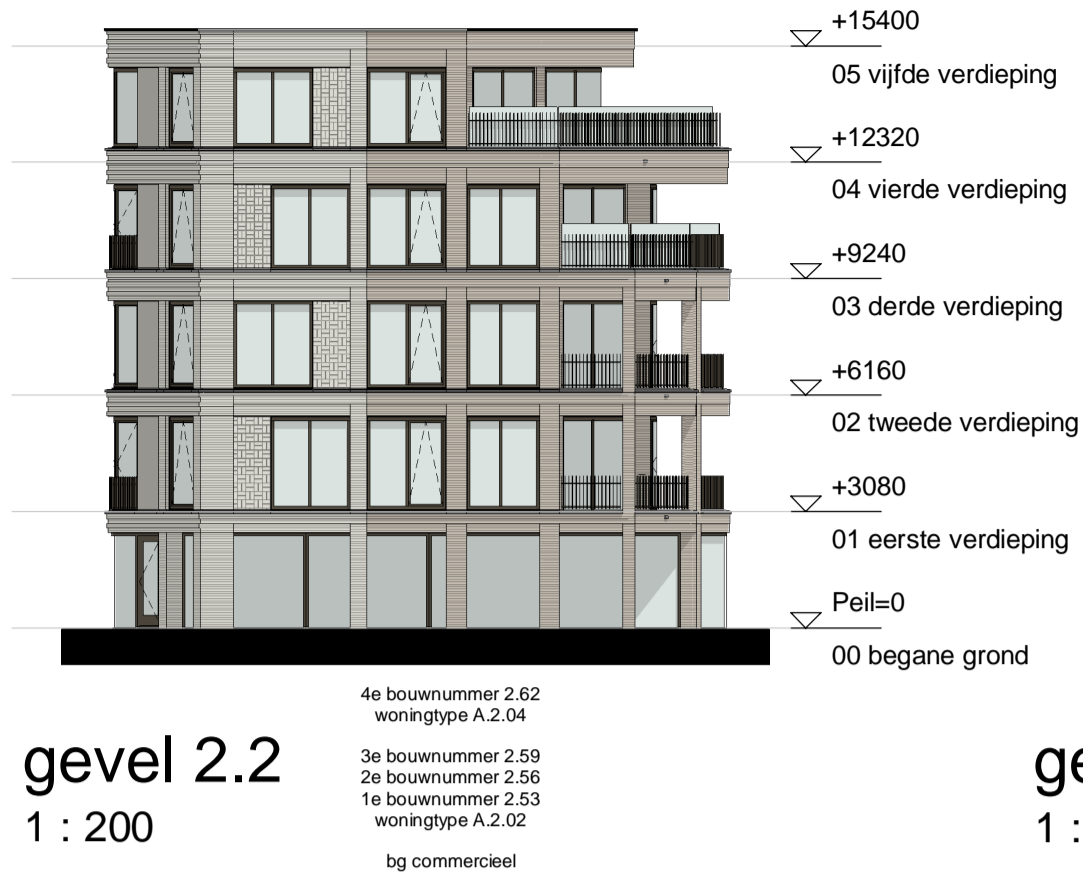 +15400
05 vijfde verdieping
+12320
04 vierde verdieping
+9240
03 derde verdieping
+6160
02 tweede verdieping
+3080
01 eerste verdieping
Peil=0
00 begane grond
4e bouwnummer 2.62
woningtype A.2.04
3e bouwnummer 2.59
2e bouwnummer 2.56
1e bouwnummer 2.53
woningtype A.2.02
bg commercieel
gevel 2.2
1 : 200
ge
1 :